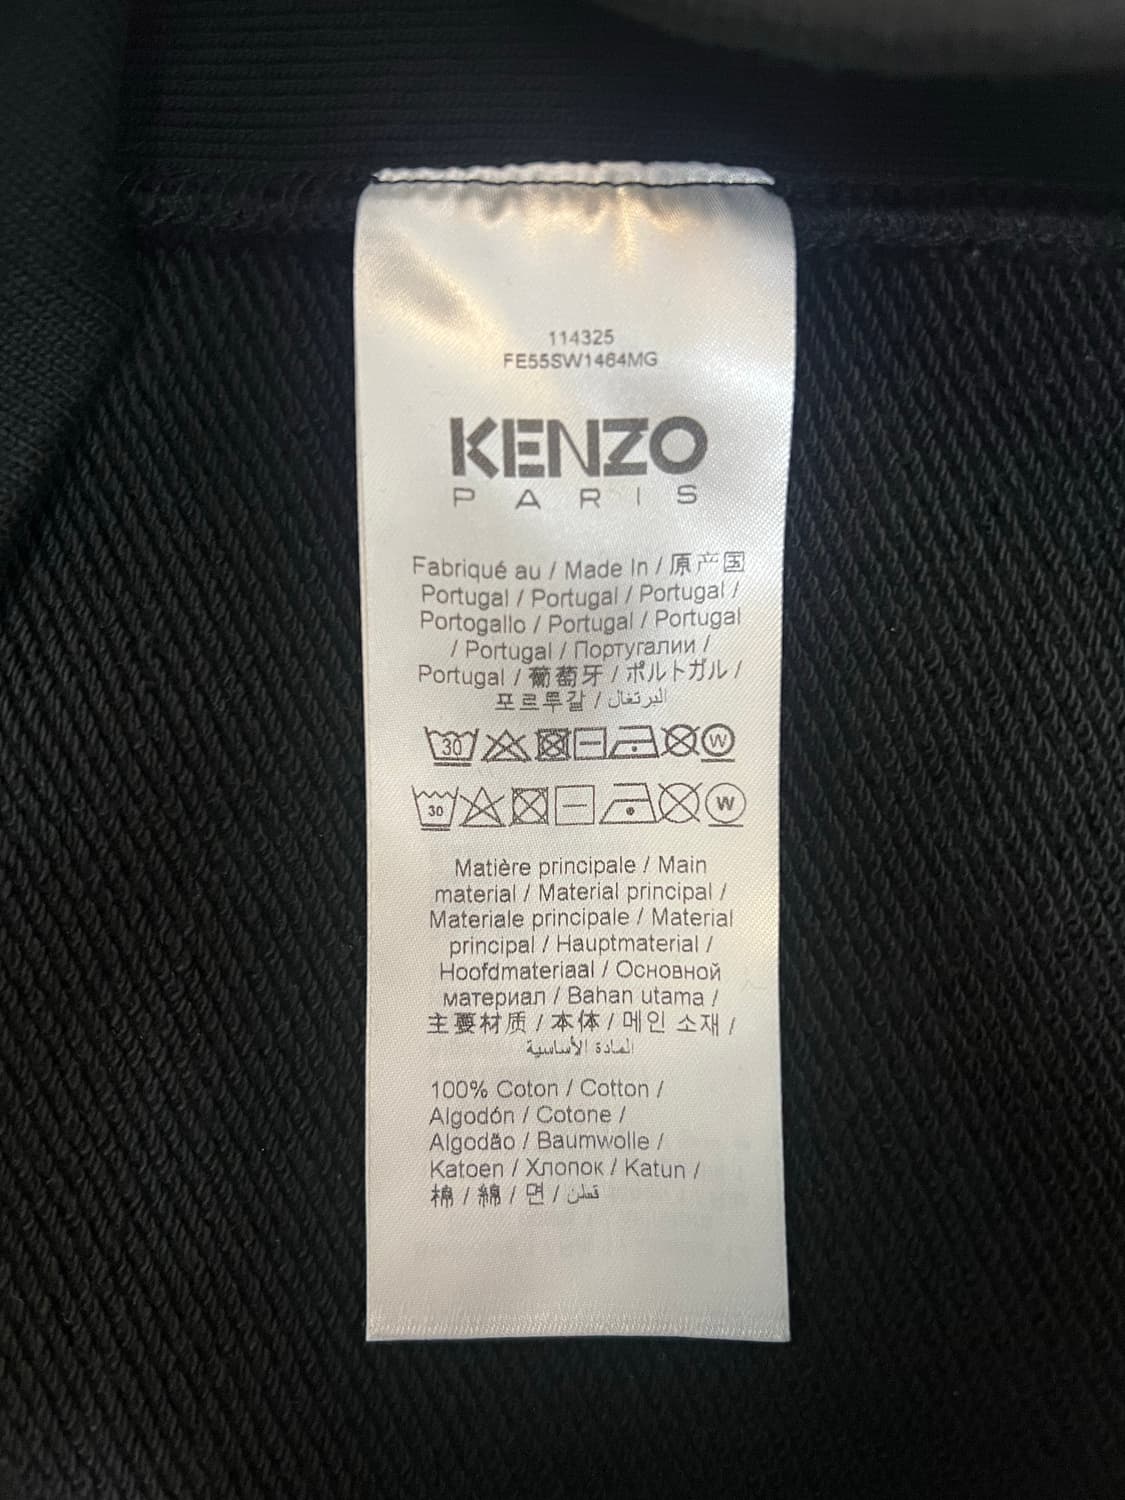 114325
FE55SW1464MG
KENZO
PARIS
Fabriqué au / Made In / 原产国
Portugal / Portugal / Portugal /
Portogallo / Portugal / Portugal
/ Portugal / Португалии /
Portugal / 葡萄牙 / ポルトガル /
포르투갈 / البرتغال
30 W
30 W
Matière principale / Main
material / Material principal /
Materiale principale / Material
principal / Hauptmaterial /
Hoofdmateriaal / Основной
материал / Bahan utama /
主要材质 / 本体 / 메인 소재 /
المادة الأساسية
100% Coton / Cotton /
Algodón / Cotone /
Algodão / Baumwolle /
Katoen / Хлопок / Katun /
棉 / 綿 / 면 / قطن